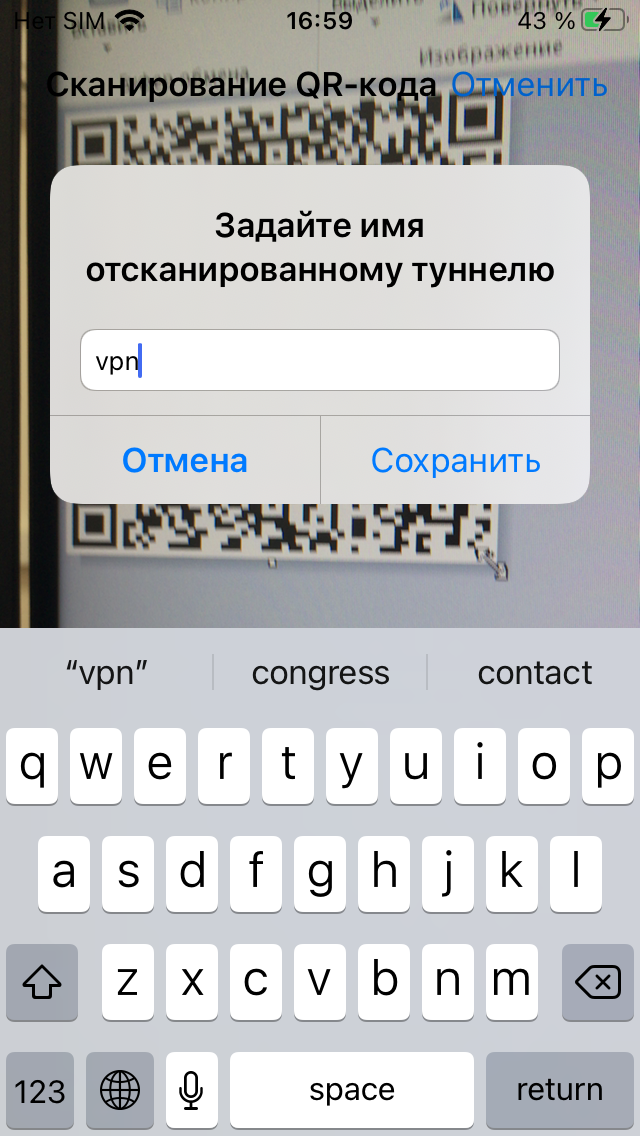 Нет SIM 16:59 43 %
Повернуть
Изображение
Сканирование QR-кода Отменить
Задайте имя
отсканированному туннелю
vpn
Отмена Сохранить
“vpn” congress contact
q w e r t y u i o p
a s d f g h j k l
z x c v b n m
123 space return